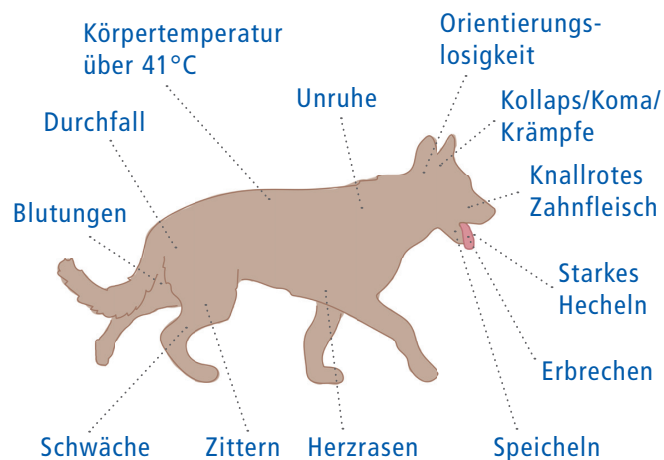 Körpertemperatur
über 41°C
Orientierungs-
losigkeit
Unruhe
Kollaps/Koma/
Krämpfe
Durchfall
Knallrotes
Zahnfleisch
Blutungen
Starkes
Hecheln
Erbrechen
Schwäche
Zittern
Herzrasen
Speicheln